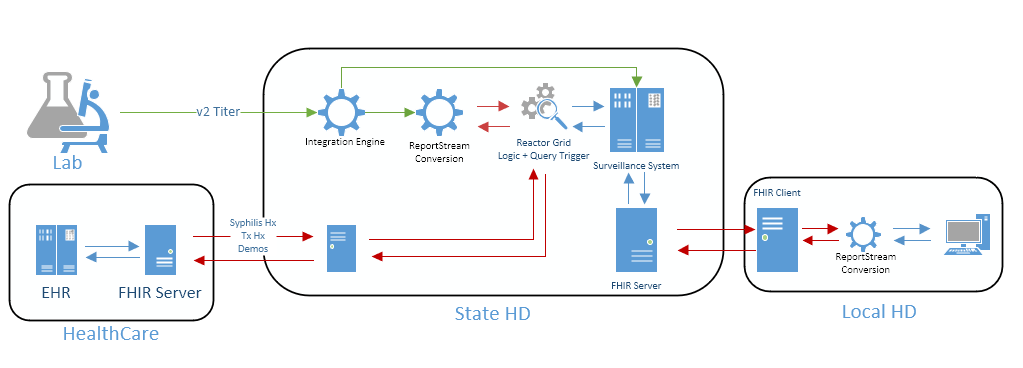 v2 Titer
Lab
Integration Engine
ReportStream
Conversion
Reactor Grid
Logic + Query Trigger
Surveillance System
Syphilis Hx
Tx Hx
Demos
EHR
FHIR Server
HealthCare
FHIR Server
State HD
FHIR Client
ReportStream
Conversion
Local HD